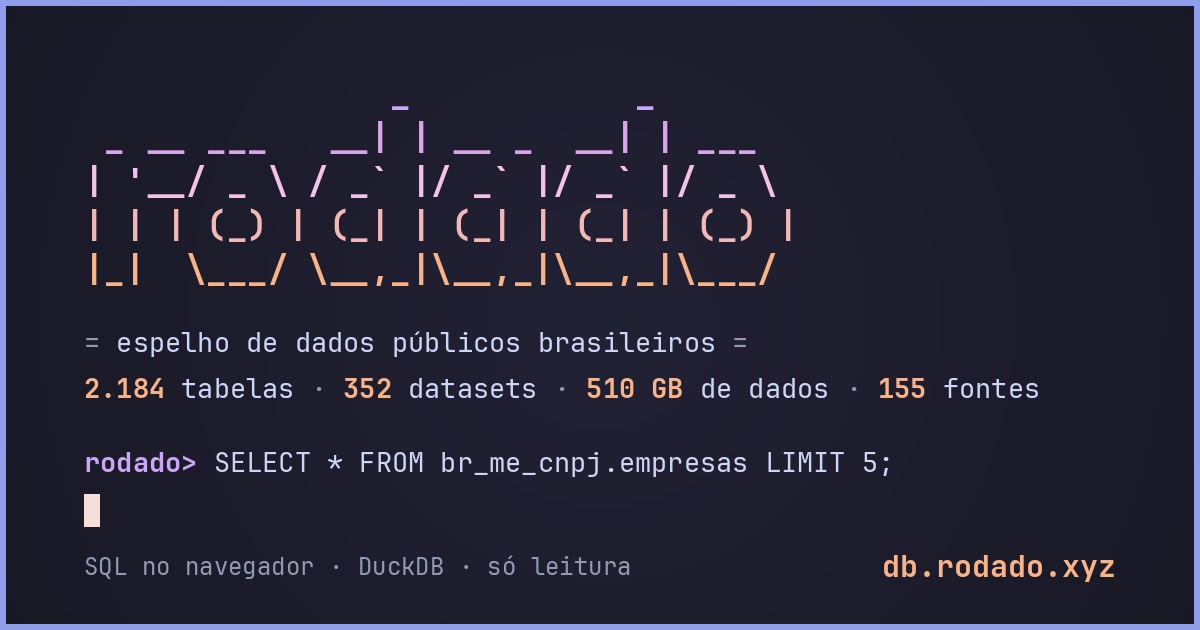 rodado
= espelho de dados públicos brasileiros =
2.184 tabelas · 352 datasets · 510 GB de dados · 155 fontes
rodado> SELECT * FROM br_me_cnpj.empresas LIMIT 5;
SQL no navegador · DuckDB · só leitura
db.rodado.xyz